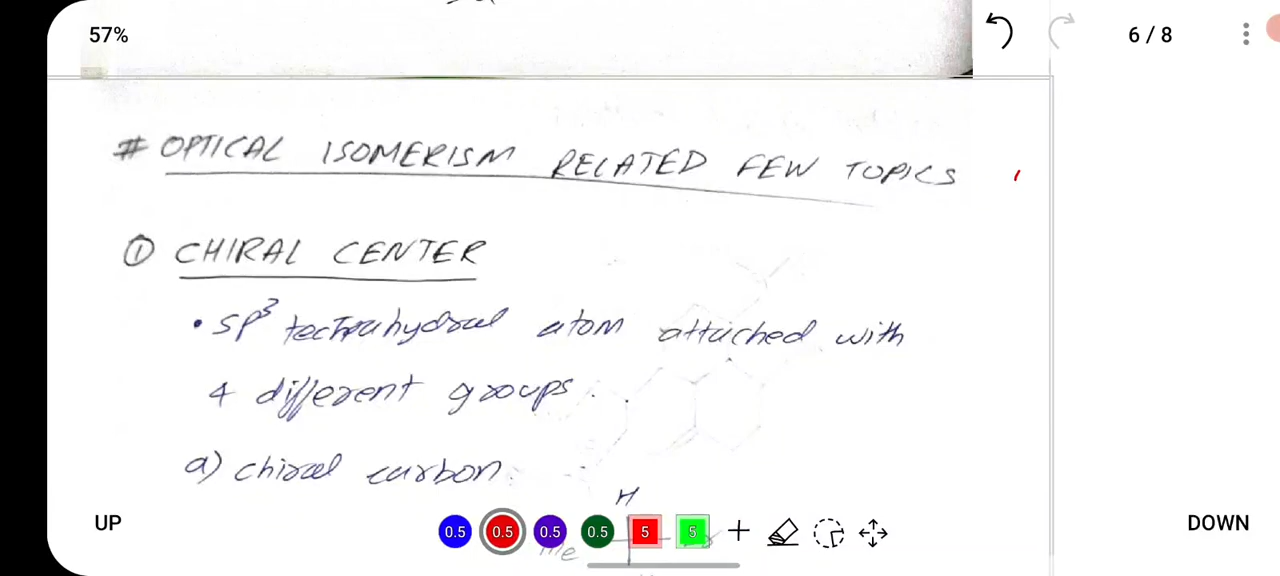 57%
6 / 8
# OPTICAL ISOMERISM RELATED FEW TOPICS
① CHIRAL CENTER
• sp³ tectrahydral atom attached with
4 different groups.
a) chiral carbon.
H
UP
0.5 0.5 0.5 0.5 5 5
DOWN
me